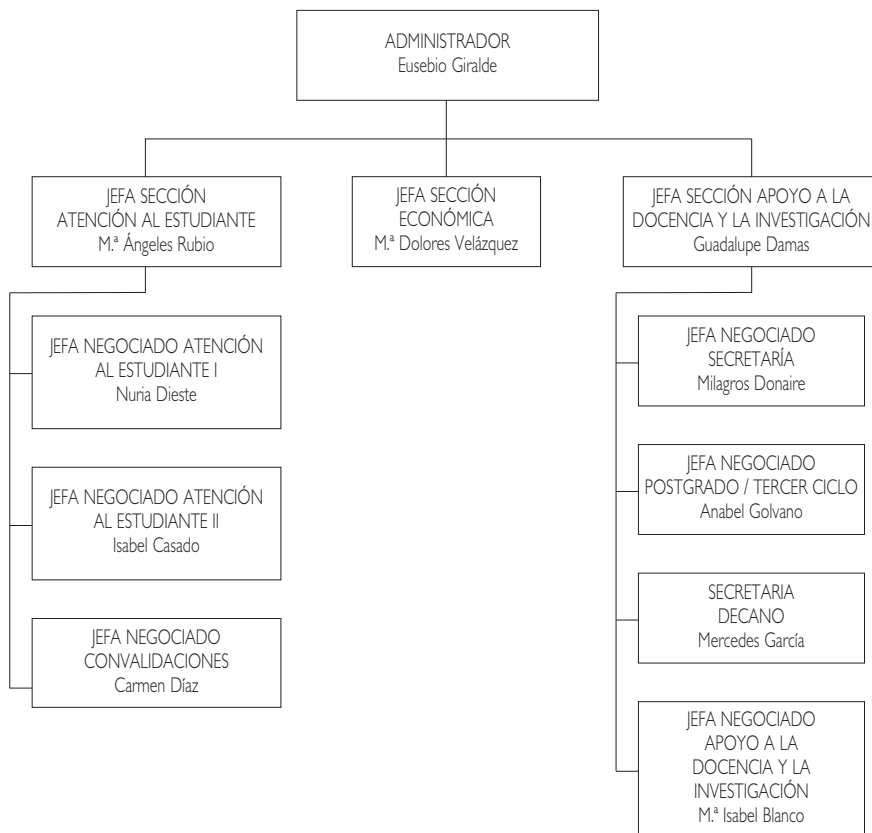 ADMINISTRADOR
Eusebio Giralde
JEFA SECCIÓN
ATENCIÓN AL ESTUDIANTE
M.ª Ángeles Rubio
JEFA SECCIÓN
ECONÓMICA
M.ª Dolores Velázquez
JEFA SECCIÓN APOYO A LA
DOCENCIA Y LA INVESTIGACIÓN
Guadalupe Damas
JEFA NEGOCIADO ATENCIÓN
AL ESTUDIANTE I
Nuria Dieste
JEFA NEGOCIADO ATENCIÓN
AL ESTUDIANTE II
Isabel Casado
JEFA NEGOCIADO
CONVALIDACIONES
Carmen Díaz
JEFA NEGOCIADO
SECRETARÍA
Milagros Donaire
JEFA NEGOCIADO
POSTGRADO / TERCER CICLO
Anabel Golvano
SECRETARIA
DECANO
Mercedes García
JEFA NEGOCIADO
APOYO A LA
DOCENCIA Y LA
INVESTIGACIÓN
M.ª Isabel Blanco